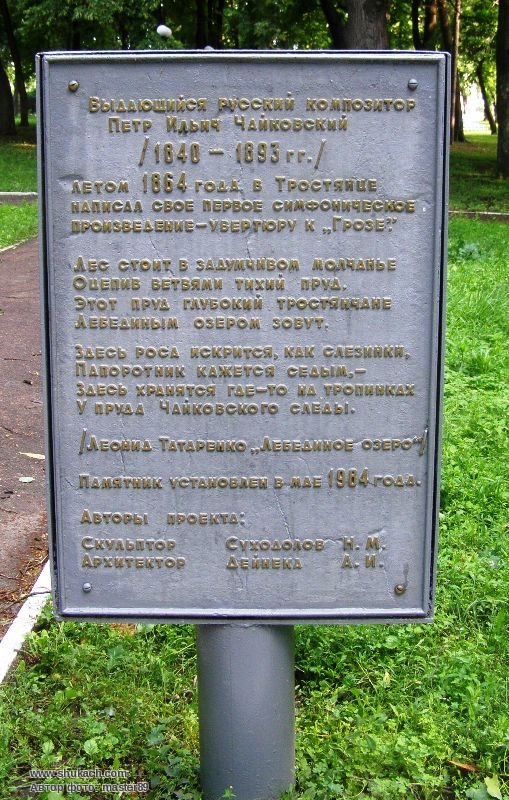 Выдающийся русский композитор
Петр Ильич Чайковский
/1840 – 1893 гг./
летом 1864 года в Тростянце
написал свое первое симфоническое
произведение–увертюру к „Грозе".
Лес стоит в задумчивом молчанье
Оцепив ветвями тихий пруд.
Этот пруд глубокий тростянчане
Лебединым озером зовут.
Здесь роса искрится, как слезинки,
Папоротник кажется седым,–
Здесь хранятся где-то на тропинках
У пруда Чайковского следы.
/Леонид Татаренко „Лебединое озеро"/
Памятник установлен в мае 1984 года.
Авторы проекта:
Скульптор Суходолов Н. М.
Архитектор Дейнека А. И.
www.shukach.com
Автор фото: master69